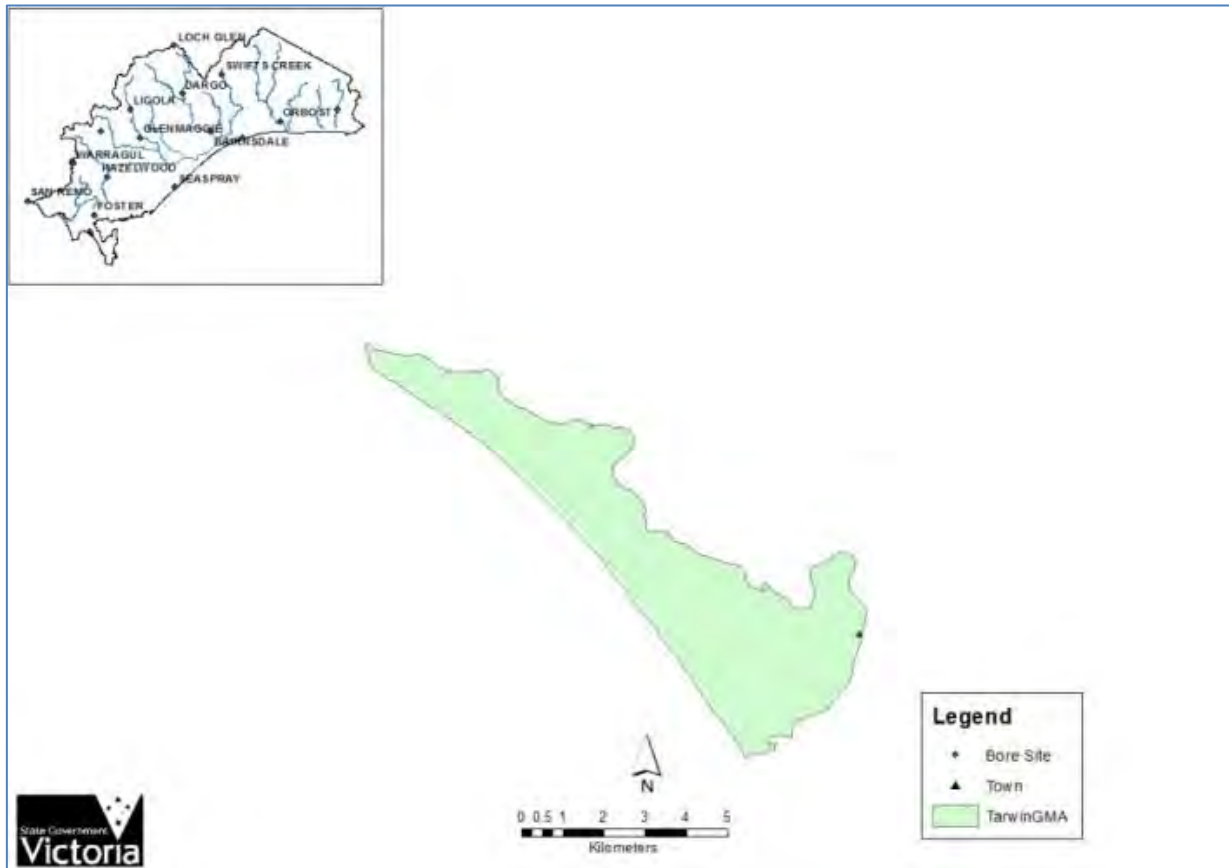 LOCH GLEN
SWIFTS CREEK
DARGO
LIGOLA
ORBOST
GLENMAGGIE
BAIRNSDALE
WARRAGUL
HAZELWOOD
SEASPRAY
SAN REMO
FOSTER
Legend
Bore Site
Town
TarwinGMA
N
0 0.5 1 2 3 4 5
Kilometers
State Government
Victoria